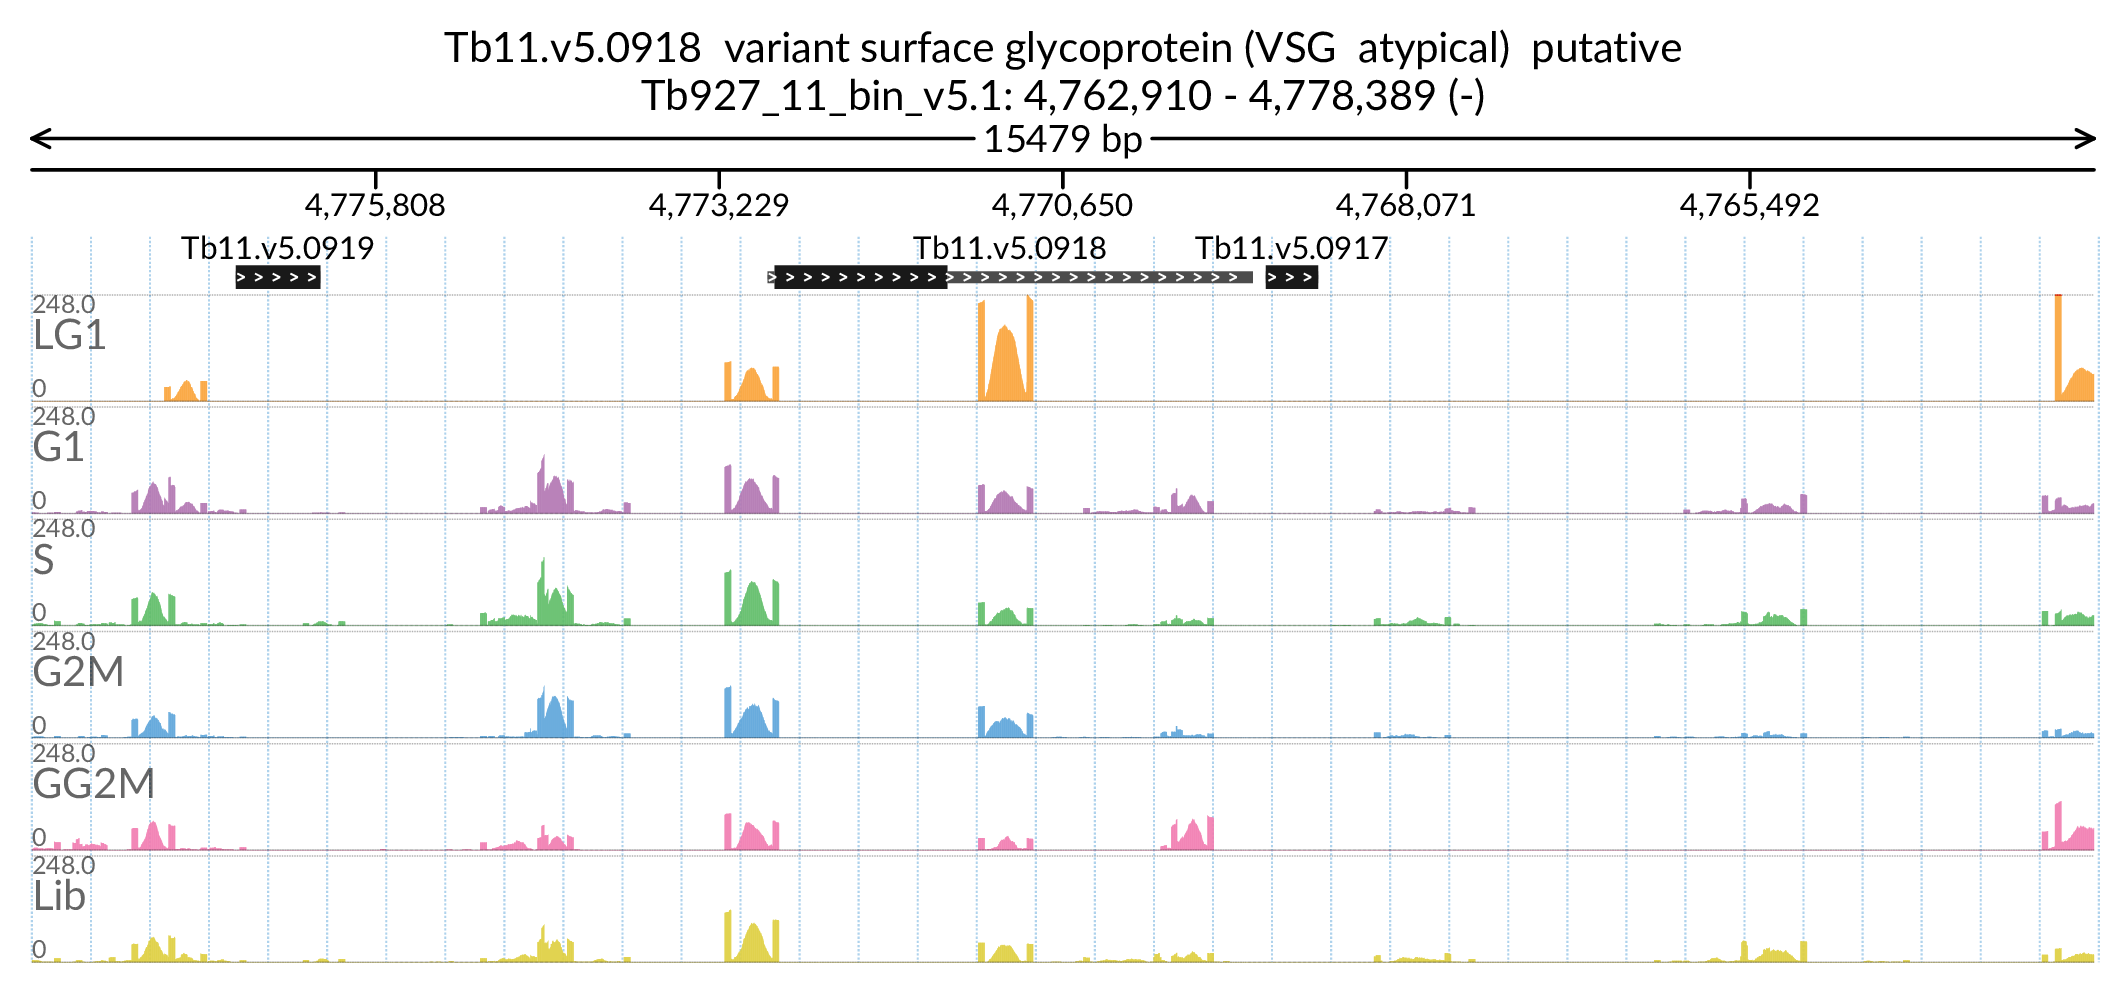 Tb11.v5.0918  variant surface glycoprotein (VSG  atypical)  putative
Tb927_11_bin_v5.1: 4,762,910 - 4,778,389 (-)
15479 bp
4,775,808 4,773,229 4,770,650 4,768,071 4,765,492
Tb11.v5.0919 Tb11.v5.0918 Tb11.v5.0917
248.0
LG1
0
248.0
G1
0
248.0
S
0
248.0
G2M
0
248.0
GG2M
0
248.0
Lib
0